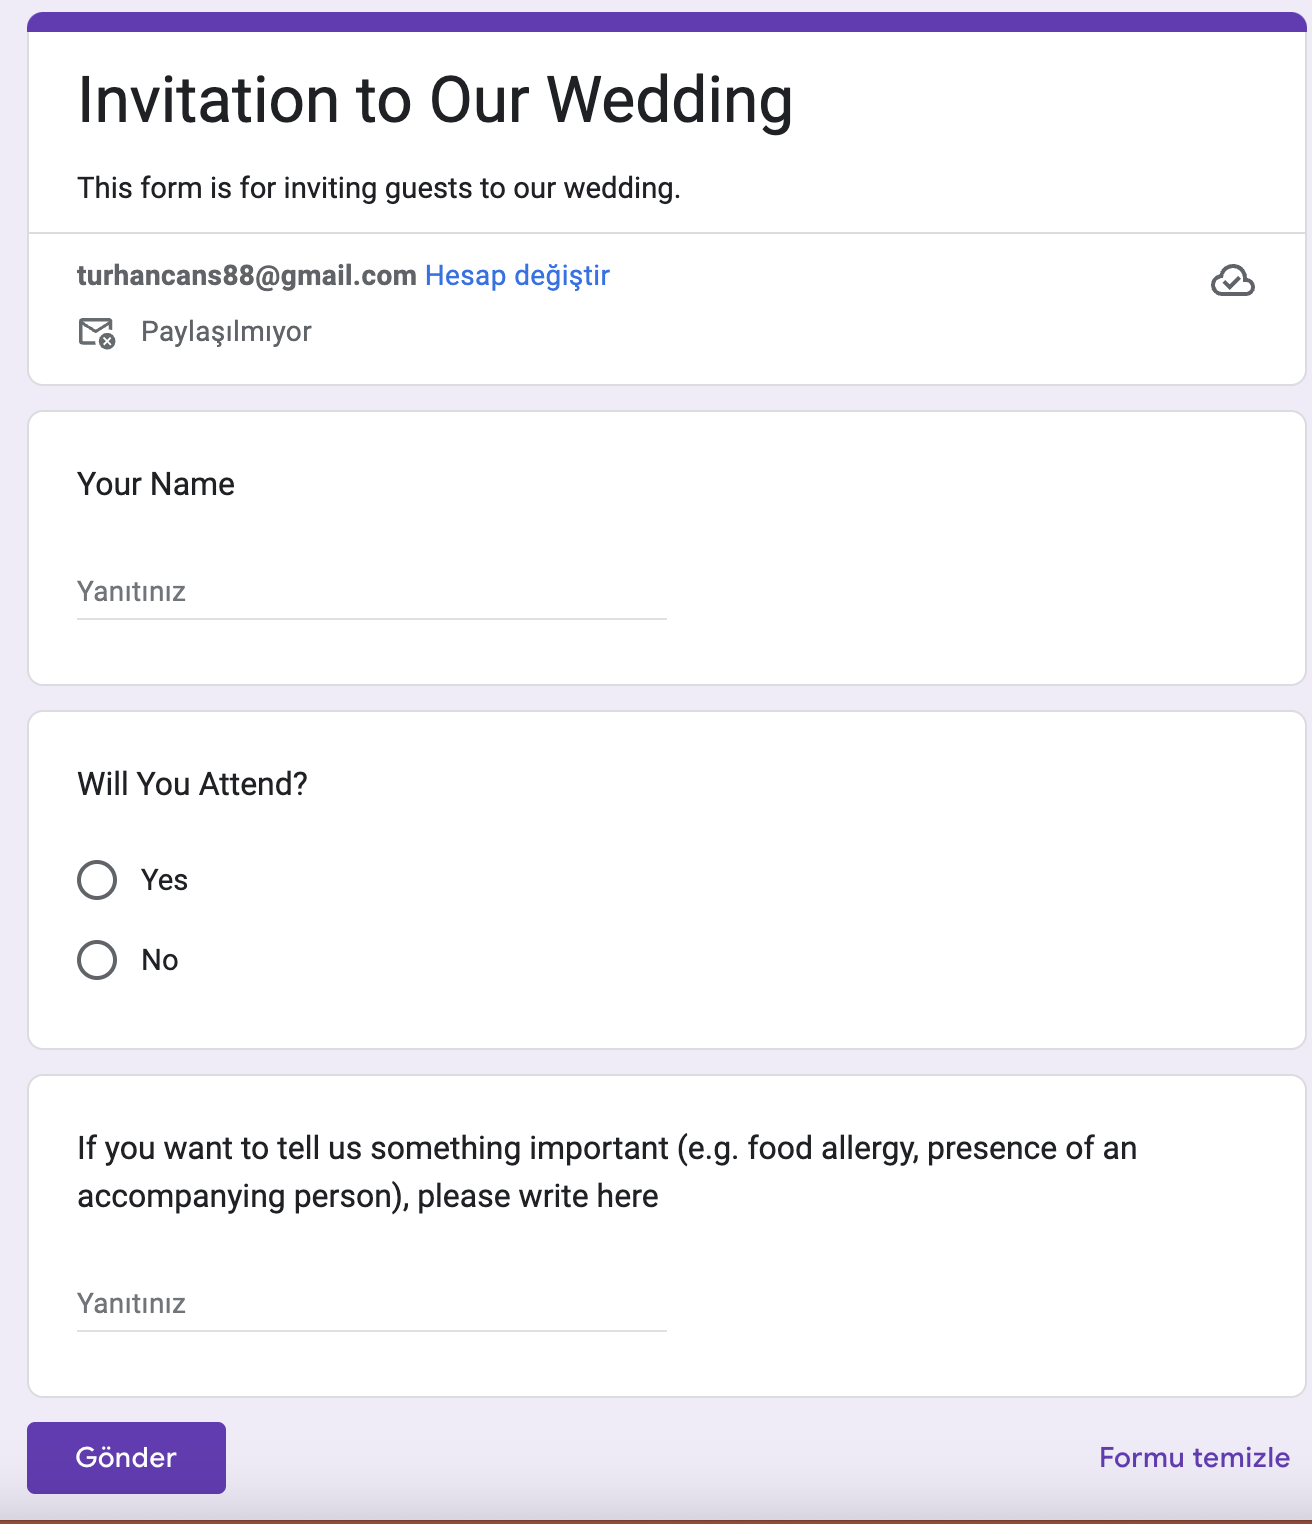 Invitation to Our Wedding
This form is for inviting guests to our wedding.
turhancans88@gmail.com Hesap değiştir
Paylaşılmıyor
Your Name
Yanıtınız
Will You Attend?
Yes
No
If you want to tell us something important (e.g. food allergy, presence of an
accompanying person), please write here
Yanıtınız
Gönder
Formu temizle